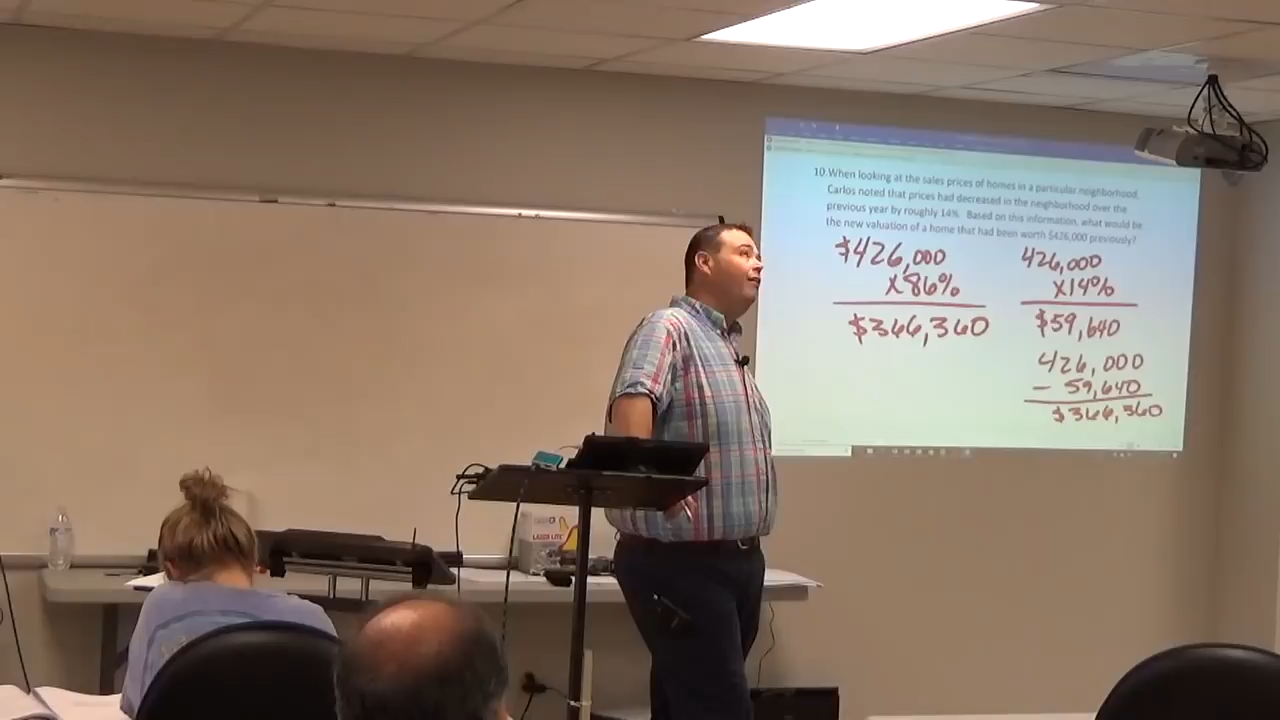 10. When looking at the sales prices of homes in a particular neighborhood,
Carlos noted that prices had decreased in the neighborhood over the
previous year by roughly 14%. Based on this information, what would be
the new valuation of a home that had been worth $426,000 previously?
$426,000
X86%
$366,360
426,000
X14%
$59,640
426,000
- 59,640
$366,360
LASER LITE